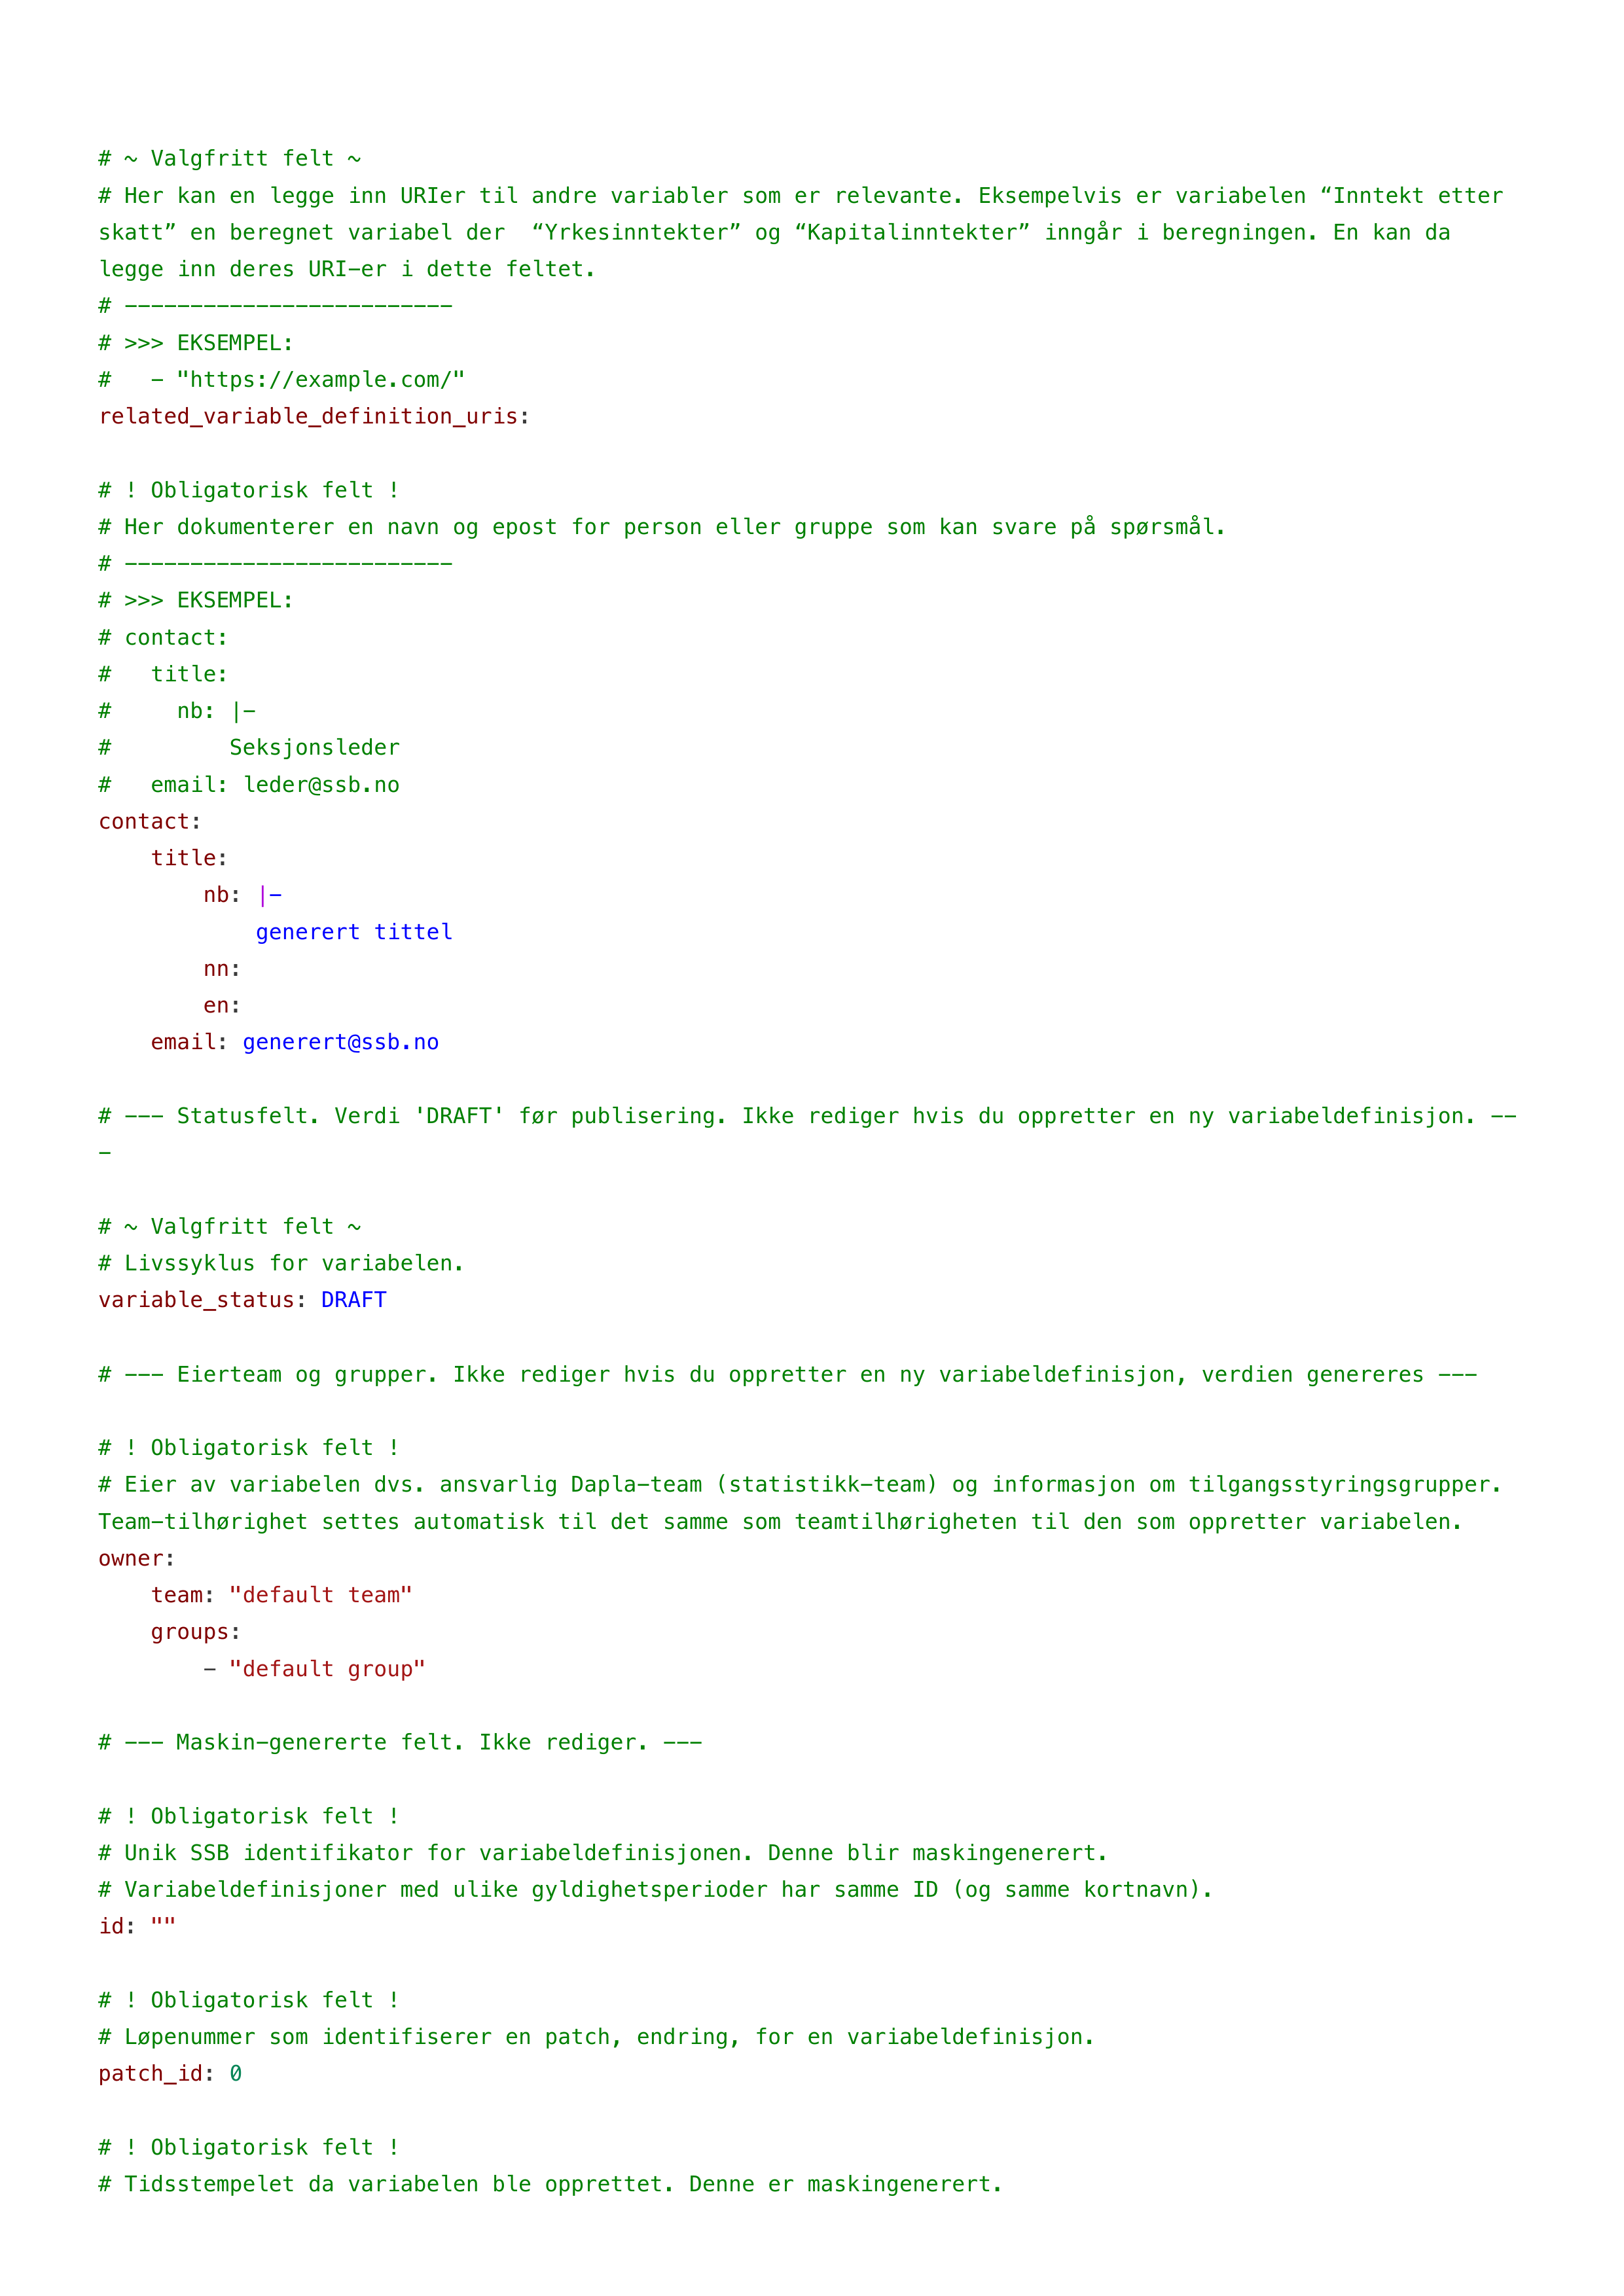 # ~ Valgfritt felt ~
# Her kan en legge inn URIer til andre variabler som er relevante. Eksempelvis er variabelen “Inntekt etter
skatt” en beregnet variabel der  “Yrkesinntekter” og “Kapitalinntekter” inngår i beregningen. En kan da
legge inn deres URI-er i dette feltet.
# -------------------------
# >>> EKSEMPEL:
#   - "https://example.com/"
related_variable_definition_uris:

# ! Obligatorisk felt !
# Her dokumenterer en navn og epost for person eller gruppe som kan svare på spørsmål.
# -------------------------
# >>> EKSEMPEL:
# contact:
#   title:
#     nb: |-
#         Seksjonsleder
#   email: leder@ssb.no
contact:
    title:
        nb: |-
            generert tittel
        nn:
        en:
    email: generert@ssb.no

# --- Statusfelt. Verdi 'DRAFT' før publisering. Ikke rediger hvis du oppretter en ny variabeldefinisjon. --
-

# ~ Valgfritt felt ~
# Livssyklus for variabelen.
variable_status: DRAFT

# --- Eierteam og grupper. Ikke rediger hvis du oppretter en ny variabeldefinisjon, verdien genereres ---

# ! Obligatorisk felt !
# Eier av variabelen dvs. ansvarlig Dapla-team (statistikk-team) og informasjon om tilgangsstyringsgrupper.
Team-tilhørighet settes automatisk til det samme som teamtilhørigheten til den som oppretter variabelen.
owner:
    team: "default team"
    groups:
        - "default group"

# --- Maskin-genererte felt. Ikke rediger. ---

# ! Obligatorisk felt !
# Unik SSB identifikator for variabeldefinisjonen. Denne blir maskingenerert.
# Variabeldefinisjoner med ulike gyldighetsperioder har samme ID (og samme kortnavn).
id: ""

# ! Obligatorisk felt !
# Løpenummer som identifiserer en patch, endring, for en variabeldefinisjon.
patch_id: 0

# ! Obligatorisk felt !
# Tidsstempelet da variabelen ble opprettet. Denne er maskingenerert.